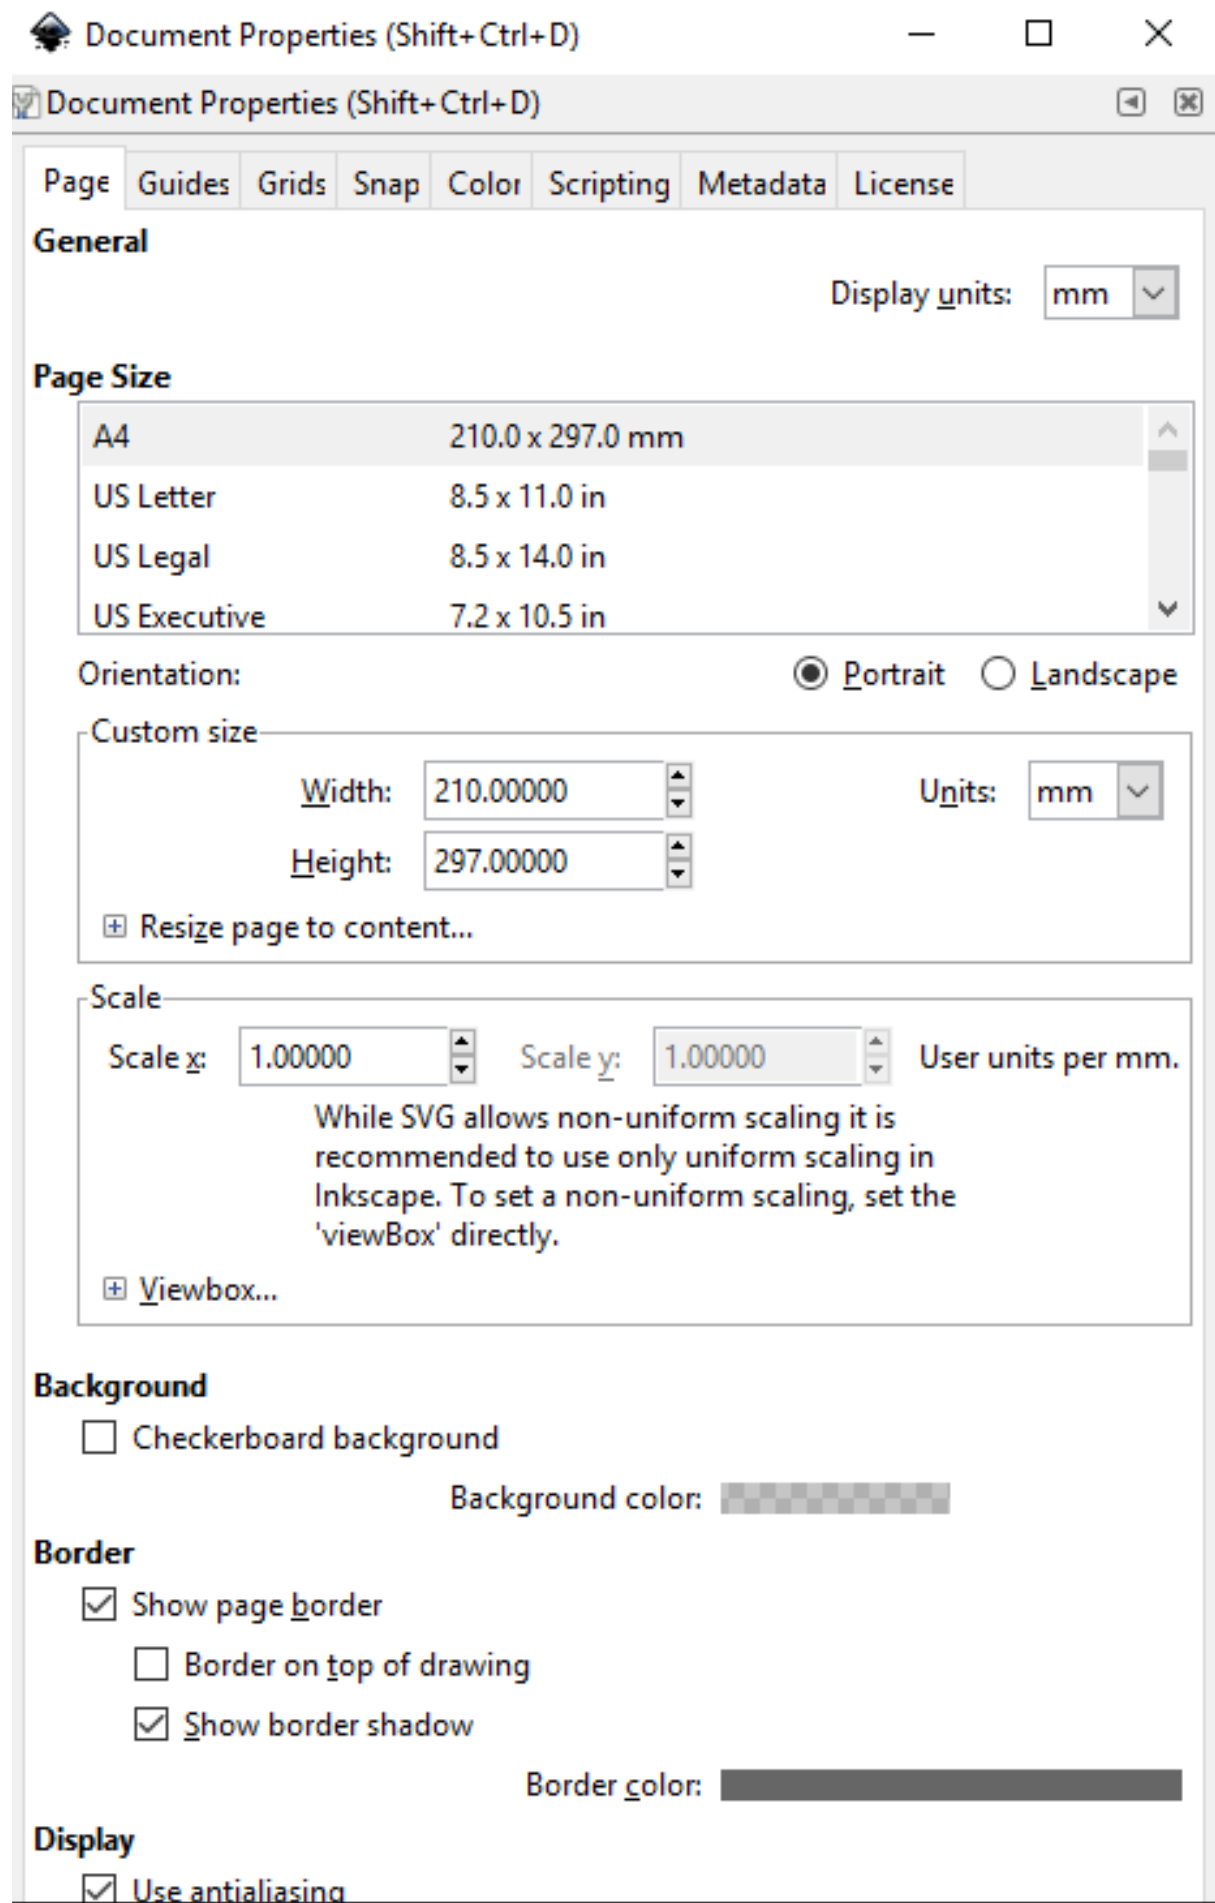 Document Properties (Shift+Ctrl+D)
Document Properties (Shift+Ctrl+D)
Page Guides Grids Snap Color Scripting Metadata License
General
Display units: mm
Page Size
A4 210.0 x 297.0 mm
US Letter 8.5 x 11.0 in
US Legal 8.5 x 14.0 in
US Executive 7.2 x 10.5 in
Orientation: Portrait Landscape
Custom size
Width: 210.00000 Units: mm
Height: 297.00000
Resize page to content...
Scale
Scale x: 1.00000 Scale y: 1.00000 User units per mm.
While SVG allows non-uniform scaling it is
recommended to use only uniform scaling in
Inkscape. To set a non-uniform scaling, set the
'viewBox' directly.
Viewbox...
Background
Checkerboard background
Background color:
Border
Show page border
Border on top of drawing
Show border shadow
Border color:
Display
Use antialiasing